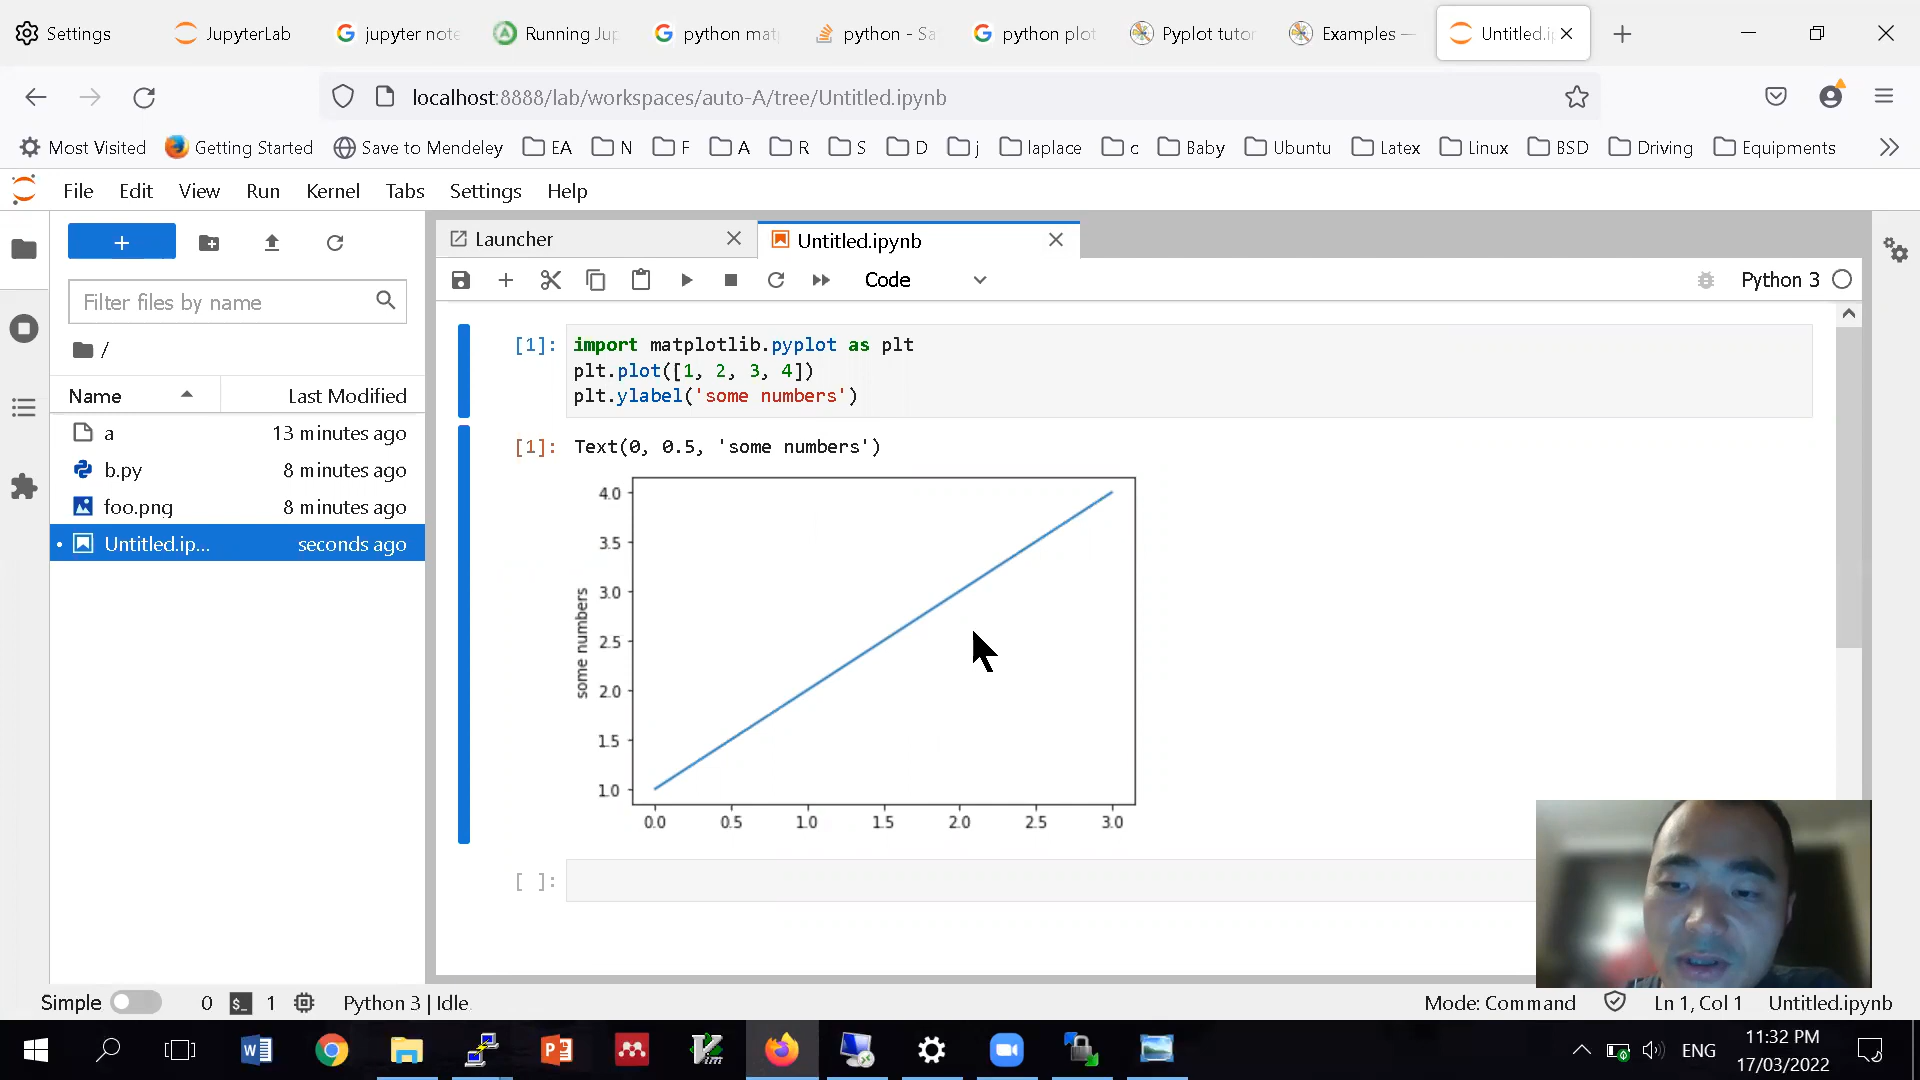 Settings
JupyterLab
jupyter note
Running Jup
python mat
python - Sa
python plot
Pyplot tutor
Examples —
Untitled.i
localhost:8888/lab/workspaces/auto-A/tree/Untitled.ipynb
Most Visited
Getting Started
Save to Mendeley
EA
N
F
A
R
S
D
j
laplace
c
Baby
Ubuntu
Latex
Linux
BSD
Driving
Equipments
File
Edit
View
Run
Kernel
Tabs
Settings
Help
Launcher
Untitled.ipynb
Code
Python 3
Filter files by name
/
Name
Last Modified
a
13 minutes ago
b.py
8 minutes ago
foo.png
8 minutes ago
Untitled.ip...
seconds ago
[1]:
import matplotlib.pyplot as plt
plt.plot([1, 2, 3, 4])
plt.ylabel('some numbers')
[1]:
Text(0, 0.5, 'some numbers')
4.0
3.5
3.0
2.5
2.0
1.5
1.0
some numbers
0.0
0.5
1.0
1.5
2.0
2.5
3.0
[ ]:
Simple
0
1
Python 3 | Idle
Mode: Command
Ln 1, Col 1
Untitled.ipynb
ENG
11:32 PM
17/03/2022